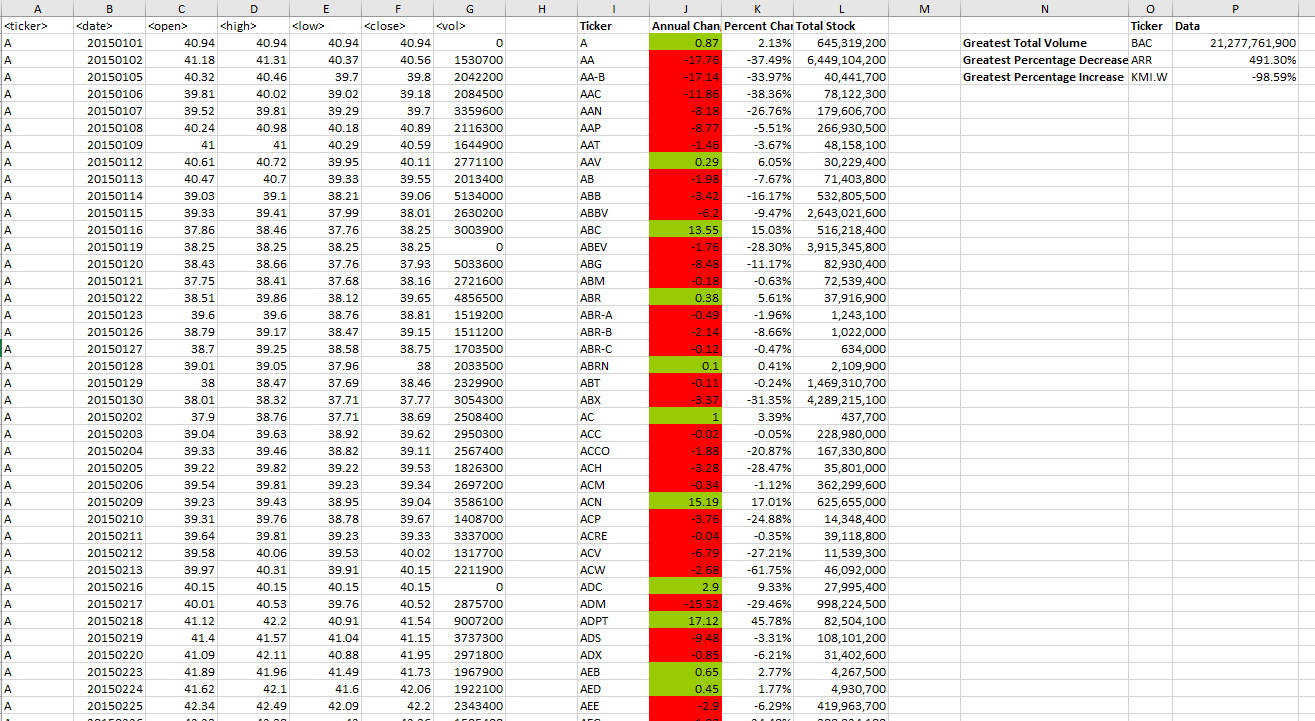 A B C D E F G H I J K L M N O P
<ticker> <date> <open> <high> <low> <close> <vol> Ticker Annual Chan Percent Chan Total Stock Ticker Data
A 20150101 40.94 40.94 40.94 40.94 0 A 0.87 2.13% 645,319,200 Greatest Total Volume BAC 21,277,761,900
A 20150102 41.18 41.31 40.37 40.56 1530700 AA -17.76 -37.49% 6,449,104,200 Greatest Percentage Decrease ARR 491.30%
A 20150105 40.32 40.46 39.7 39.8 2042200 AA-B -17.14 -33.97% 40,441,700 Greatest Percentage Increase KMI.W -98.59%
A 20150106 39.81 40.02 39.02 39.18 2084500 AAC -11.86 -38.36% 78,122,300
A 20150107 39.52 39.81 39.29 39.7 3359600 AAN -8.18 -26.76% 179,606,700
A 20150108 40.24 40.98 40.18 40.89 2116300 AAP -8.77 -5.51% 266,930,500
A 20150109 41 41 40.29 40.59 1644900 AAT -1.46 -3.67% 48,158,100
A 20150112 40.61 40.72 39.95 40.11 2771100 AAV 0.29 6.05% 30,229,400
A 20150113 40.47 40.7 39.33 39.55 2013400 AB -1.98 -7.67% 71,403,800
A 20150114 39.03 39.1 38.21 39.06 5134000 ABB -3.42 -16.17% 532,805,500
A 20150115 39.33 39.41 37.99 38.01 2630200 ABBV -6.2 -9.47% 2,643,021,600
A 20150116 37.86 38.46 37.76 38.25 3003900 ABC 13.55 15.03% 516,218,400
A 20150119 38.25 38.25 38.25 38.25 0 ABEV -1.76 -28.30% 3,915,345,800
A 20150120 38.43 38.66 37.76 37.93 5033600 ABG -8.48 -11.17% 82,930,400
A 20150121 37.75 38.41 37.68 38.16 2721600 ABM -0.18 -0.63% 72,539,400
A 20150122 38.51 39.86 38.12 39.65 4856500 ABR 0.38 5.61% 37,916,900
A 20150123 39.6 39.6 38.76 38.81 1519200 ABR-A -0.49 -1.96% 1,243,100
A 20150126 38.79 39.17 38.47 39.15 1511200 ABR-B -2.14 -8.66% 1,022,000
A 20150127 38.7 39.25 38.58 38.75 1703500 ABR-C -0.12 -0.47% 634,000
A 20150128 39.01 39.05 37.96 38 2033500 ABRN 0.1 0.41% 2,109,900
A 20150129 38 38.47 37.69 38.46 2329900 ABT -0.11 -0.24% 1,469,310,700
A 20150130 38.01 38.32 37.71 37.77 3054300 ABX -3.37 -31.35% 4,289,215,100
A 20150202 37.9 38.76 37.71 38.69 2508400 AC 1 3.39% 437,700
A 20150203 39.04 39.63 38.92 39.62 2950300 ACC -0.02 -0.05% 228,980,000
A 20150204 39.33 39.46 38.82 39.11 2567400 ACCO -1.88 -20.87% 167,330,800
A 20150205 39.22 39.82 39.22 39.53 1826300 ACH -3.28 -28.47% 35,801,000
A 20150206 39.54 39.81 39.23 39.34 2697200 ACM -0.34 -1.12% 362,299,600
A 20150209 39.23 39.43 38.95 39.04 3586100 ACN 15.19 17.01% 625,655,000
A 20150210 39.31 39.76 38.78 39.67 1408700 ACP -3.76 -24.88% 14,348,400
A 20150211 39.64 39.81 39.23 39.33 3337000 ACRE -0.04 -0.35% 39,118,800
A 20150212 39.58 40.06 39.53 40.02 1317700 ACV -6.79 -27.21% 11,539,300
A 20150213 39.97 40.31 39.91 40.15 2211900 ACW -2.68 -61.75% 46,092,000
A 20150216 40.15 40.15 40.15 40.15 0 ADC 2.9 9.33% 27,995,400
A 20150217 40.01 40.53 39.76 40.52 2875700 ADM -15.32 -29.46% 998,224,500
A 20150218 41.12 42.2 40.91 41.54 9007200 ADPT 17.12 45.78% 82,504,100
A 20150219 41.4 41.57 41.04 41.15 3737300 ADS -9.48 -3.31% 108,101,200
A 20150220 41.09 42.11 40.88 41.95 2971800 ADX -0.85 -6.21% 31,402,600
A 20150223 41.89 41.96 41.49 41.73 1967900 AEB 0.65 2.77% 4,267,500
A 20150224 41.62 42.1 41.6 42.06 1922100 AED 0.45 1.77% 4,930,700
A 20150225 42.34 42.49 42.09 42.2 2343400 AEE -2.9 -6.29% 419,963,700